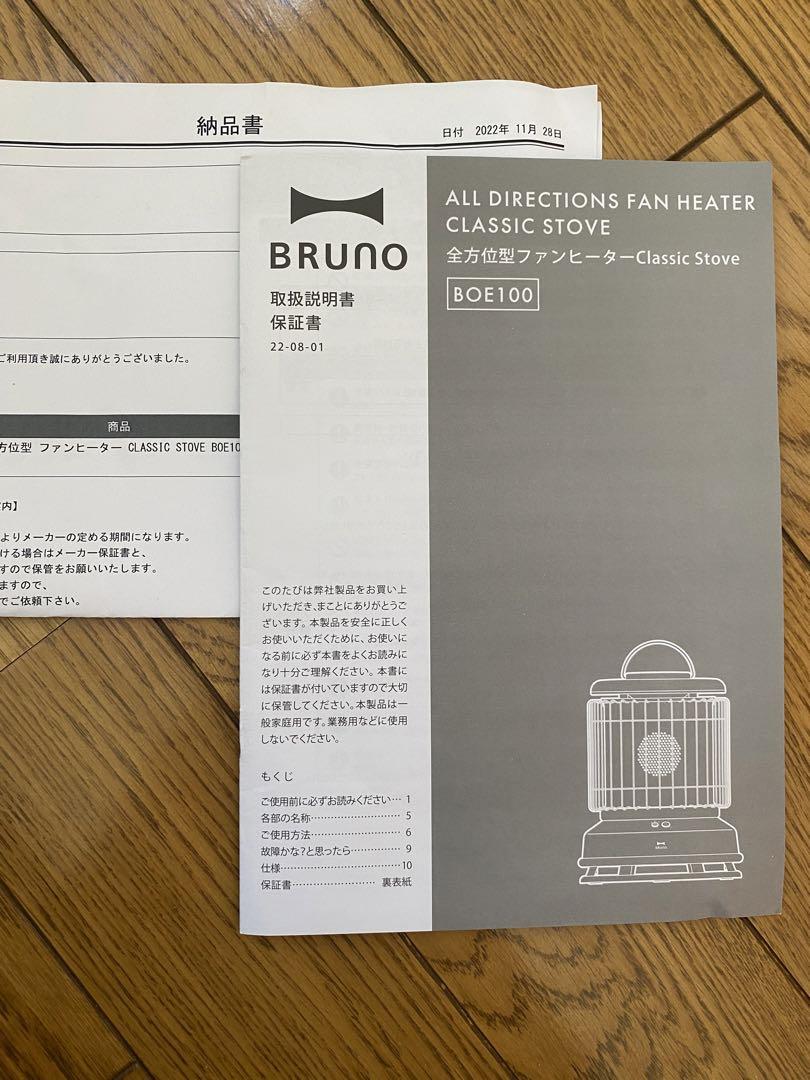 納品書
日付 2022年 11月 28日
ご利用頂き誠にありがとうございました。
商品
方位型 ファンヒーター CLASSIC STOVE BOE10
内】
よりメーカーの定める期間になります。
ける場合はメーカー保証書と、
すので保管をお願いいたします。
ますので、
でご依頼下さい。
BRUNO
取扱説明書
保証書
22-08-01
このたびは弊社製品をお買い上
げいただき、まことにありがとうご
ざいます。本製品を安全に正しく
お使いいただくために、お使いに
なる前に必ず本書をよくお読みに
なり十分ご理解ください。本書に
は保証書が付いていますので大切
に保管してください。本製品は一
般家庭用です。業務用などに使用
しないでください。
もくじ
ご使用前に必ずお読みください… 1
各部の名称……………………… 5
ご使用方法……………………… 6
故障かな?と思ったら…………… 9
仕様………………………………10
保証書…………………… 裏表紙
ALL DIRECTIONS FAN HEATER
CLASSIC STOVE
全方位型ファンヒーターClassic Stove
BOE100
BRUNO